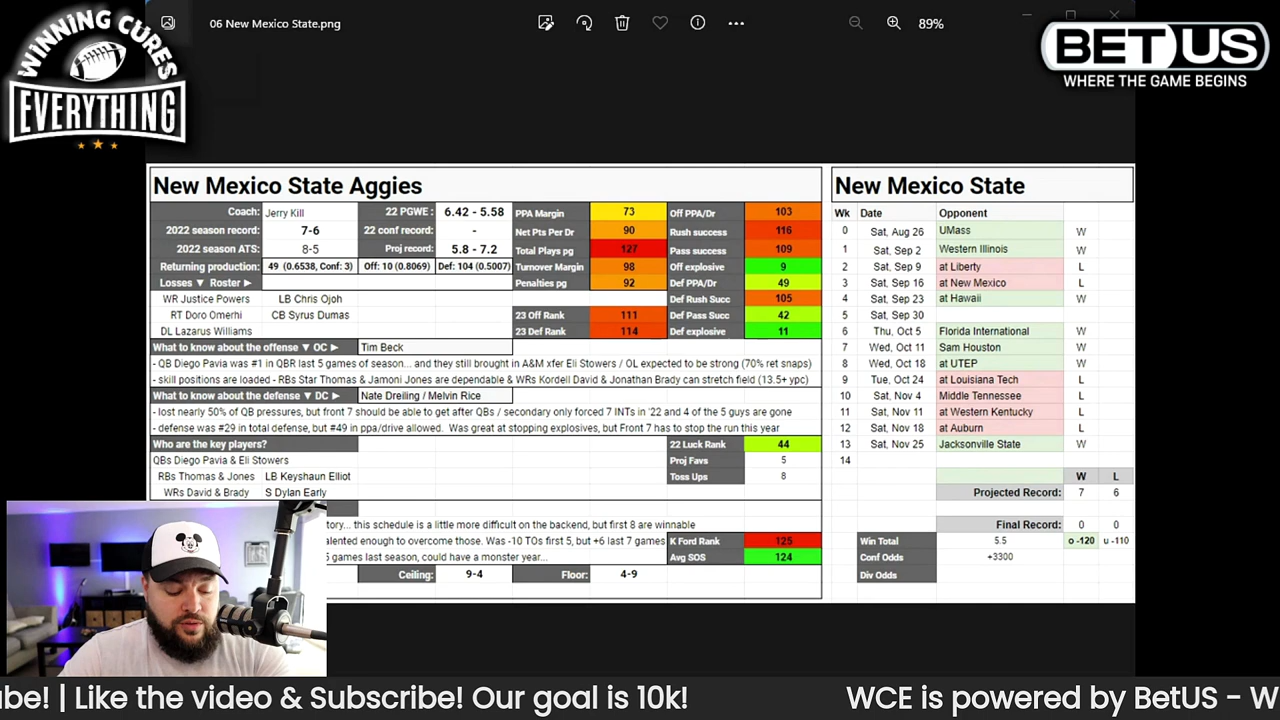 06 New Mexico State.png
89%
WINNING CURES
EVERYTHING
BETUS
WHERE THE GAME BEGINS
New Mexico State Aggies
Coach: Jerry Kill 22 PGWE : 6.42 - 5.58 PPA Margin 73 Off PPA/Dr 103
2022 season record: 7-6 22 conf record: - Net Pts Per Dr 90 Rush success 116
2022 season ATS: 8-5 Proj record: 5.8 - 7.2 Total Plays pg 127 Pass success 109
Returning production: 49 (0.6538, Conf: 3) Off: 10 (0.8069) Def: 104 (0.5007) Turnover Margin 98 Off explosive 9
Losses ▼ Roster ► Penalties pg 92 Def PPA/Dr 49
WR Justice Powers LB Chris Ojoh Def Rush Succ 105
RT Doro Omerhi CB Syrus Dumas 23 Off Rank 111 Def Pass Succ 42
DL Lazarus Williams 23 Def Rank 114 Def explosive 11
What to know about the offense ▼ OC ► Tim Beck
- QB Diego Pavia was #1 in QBR last 5 games of season... and they still brought in A&M xfer Eli Stowers / OL expected to be strong (70% ret snaps)
- skill positions are loaded - RBs Star Thomas & Jamoni Jones are dependable & WRs Kordell David & Jonathan Brady can stretch field (13.5+ ypc)
What to know about the defense ▼ DC ► Nate Dreiling / Melvin Rice
- lost nearly 50% of QB pressures, but front 7 should be able to get after QBs / secondary only forced 7 INTs in '22 and 4 of the 5 guys are gone
- defense was #29 in total defense, but #49 in ppa/drive allowed. Was great at stopping explosives, but Front 7 has to stop the run this year
Who are the key players? 22 Luck Rank 44
QBs Diego Pavia & Eli Stowers Proj Favs 5
RBs Thomas & Jones LB Keyshaun Elliot Toss Ups 8
WRs David & Brady S Dylan Early
tory... this schedule is a little more difficult on the backend, but first 8 are winnable
alented enough to overcome those. Was -10 TOs first 5, but +6 last 7 games K Ford Rank 125
games last season, could have a monster year... Avg SOS 124
Ceiling: 9-4 Floor: 4-9
New Mexico State
Wk Date Opponent
0 Sat, Aug 26 UMass W
1 Sat, Sep 2 Western Illinois W
2 Sat, Sep 9 at Liberty L
3 Sat, Sep 16 at New Mexico L
4 Sat, Sep 23 at Hawaii W
5 Sat, Sep 30
6 Thu, Oct 5 Florida International W
7 Wed, Oct 11 Sam Houston W
8 Wed, Oct 18 at UTEP W
9 Tue, Oct 24 at Louisiana Tech L
10 Sat, Nov 4 Middle Tennessee L
11 Sat, Nov 11 at Western Kentucky L
12 Sat, Nov 18 at Auburn L
13 Sat, Nov 25 Jacksonville State W
14
W L
Projected Record: 7 6
Final Record: 0 0
Win Total 5.5 o -120 u -110
Conf Odds +3300
Div Odds
ube! | Like the video & Subscribe! Our goal is 10k! WCE is powered by BetUS - W